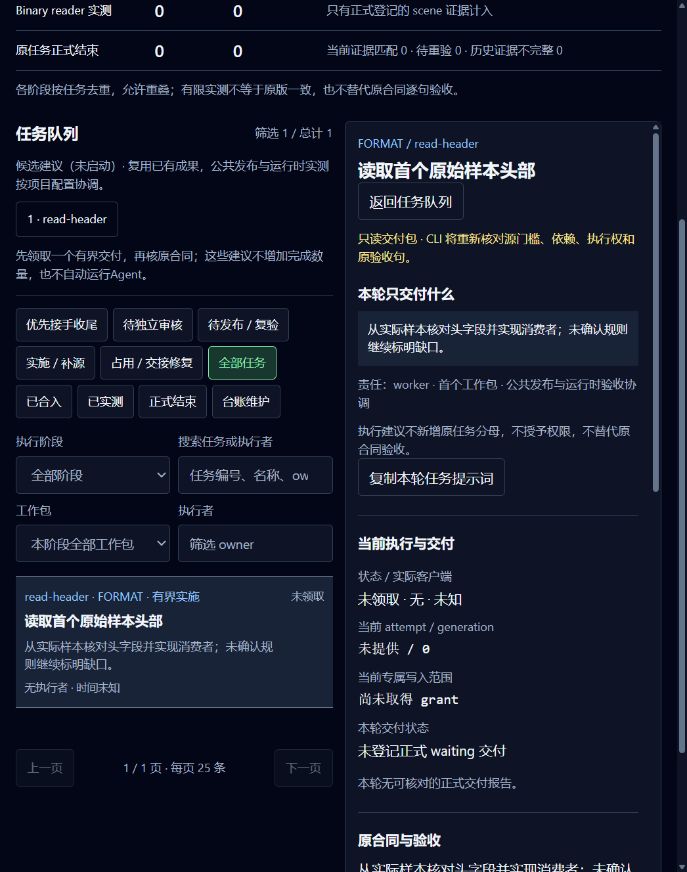 Binary reader 实测 0 0 只有正式登记的 scene 证据计入
原任务正式结束 0 0 当前证据匹配 0 · 待重验 0 · 历史证据不完整 0
各阶段按任务去重，允许重叠；有限实测不等于原版一致，也不替代原合同逐句验收。
任务队列 筛选 1 / 总计 1
候选建议（未启动）· 复用已有成果，公共发布与运行时实测
按项目配置协调。
1 · read-header
先领取一个有界交付，再核原合同；这些建议不增加完成数
量，也不自动运行Agent。
优先接手收尾 待独立审核 待发布 / 复验
实施 / 补源 占用 / 交接修复 全部任务
已合入 已实测 正式结束 台账维护
执行阶段 搜索任务或执行者
全部阶段 任务编号、名称、ow
工作包 执行者
本阶段全部工作包 筛选 owner
read-header · FORMAT · 有界实施 未领取
读取首个原始样本头部
从实际样本核对头字段并实现消费者；未确认规
则继续标明缺口。
无执行者 · 时间未知
上一页 1 / 1 页 · 每页 25 条 下一页
FORMAT / read-header
读取首个原始样本头部
返回任务队列
只读交付包 · CLI 将重新核对源门槛、依赖、执行权和
原验收句。
本轮只交付什么
从实际样本核对头字段并实现消费者；未确认规则
继续标明缺口。
责任：worker · 首个工作包 · 公共发布与运行时验收协
调
执行建议不新增原任务分母，不授予权限，不替代原
合同验收。
复制本轮任务提示词
当前执行与交付
状态 / 实际客户端
未领取 · 无 · 未知
当前 attempt / generation
未提供 / 0
当前专属写入范围
尚未取得 grant
本轮交付状态
未登记正式 waiting 交付
本轮无可核对的正式交付报告。
原合同与验收
从实际样本核对头字段并实现消费者；未确认